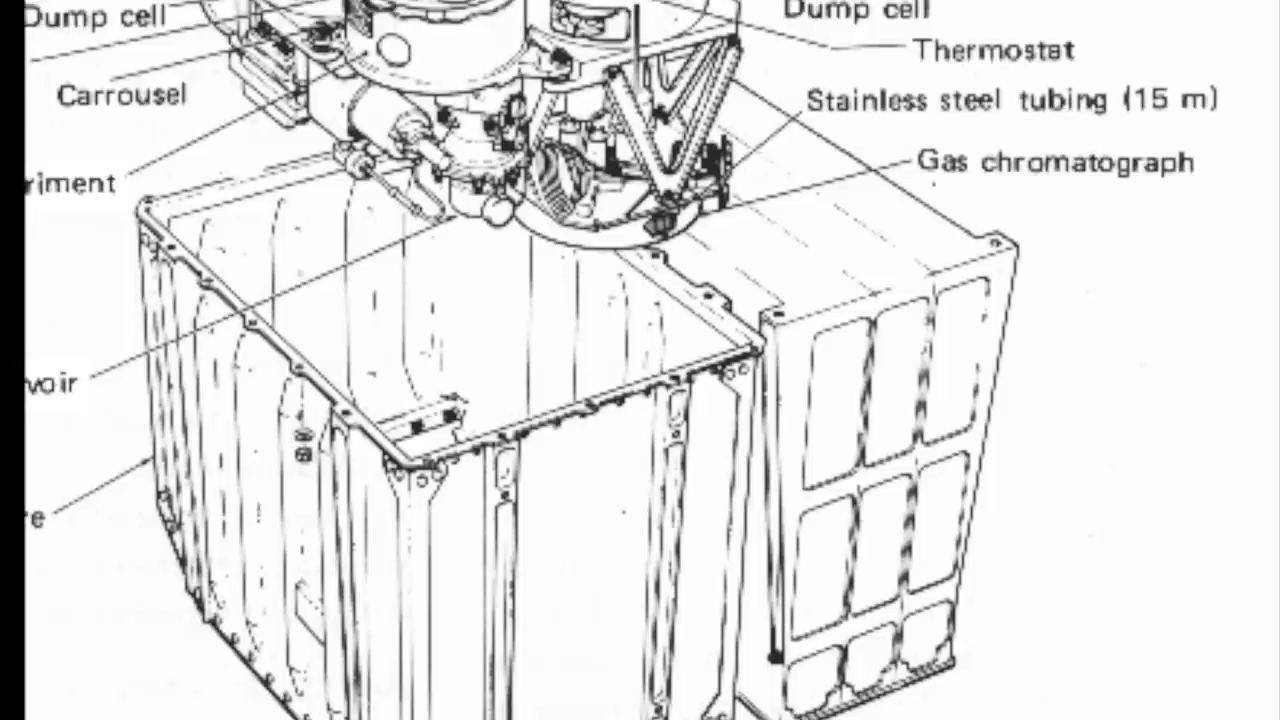 Dump cell
Dump cell
Thermostat
Carrousel
Stainless steel tubing (15 m)
Gas chromatograph
riment
voir
re